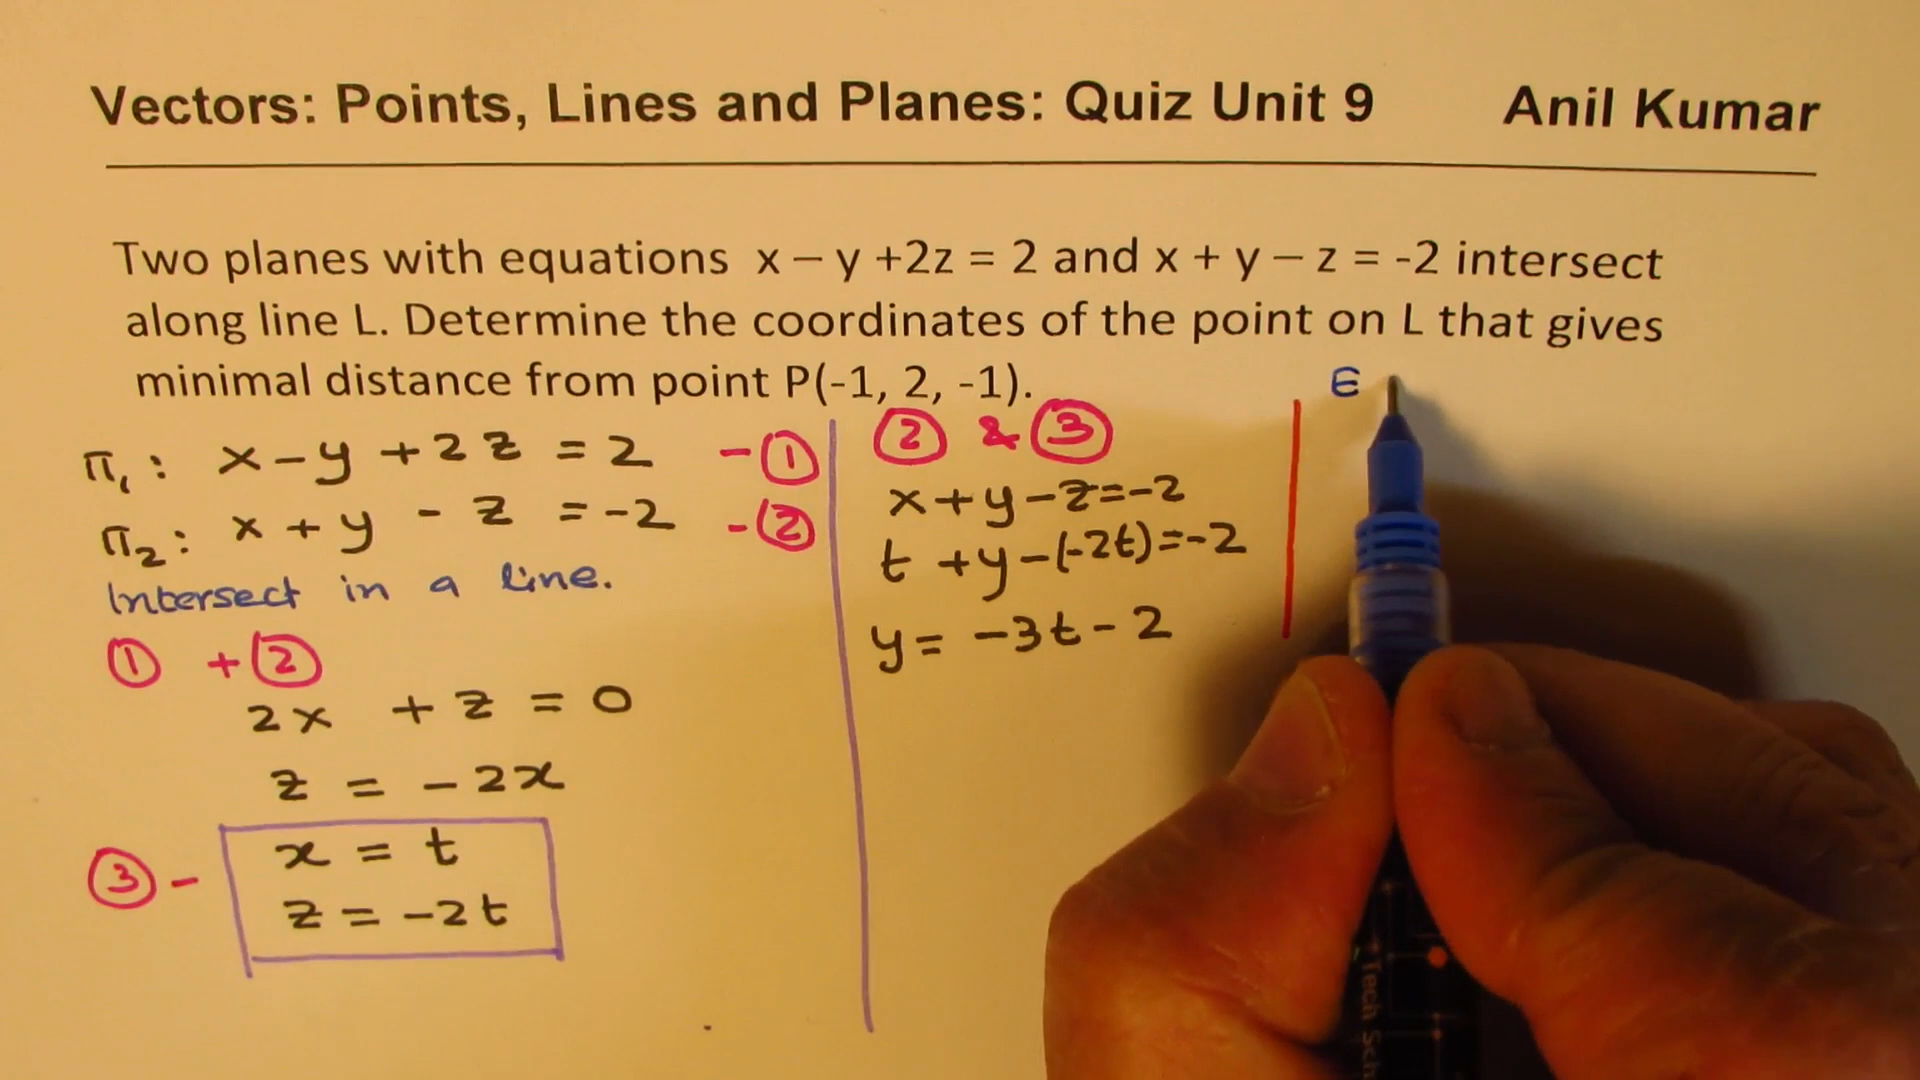 Vectors: Points, Lines and Planes: Quiz Unit 9 Anil Kumar
Two planes with equations x – y +2z = 2 and x + y – z = -2 intersect
along line L. Determine the coordinates of the point on L that gives
minimal distance from point P(-1, 2, -1).
π₁: x-y+2z = 2 -①
π₂: x+y - z = -2 -②
Intersect in a line.
① +②
2x + z = 0
z = -2x
③ - x = t
z = -2t
② & ③
x+y-z=-2
t +y-(-2t)=-2
y = -3t-2
E
Tech Sch